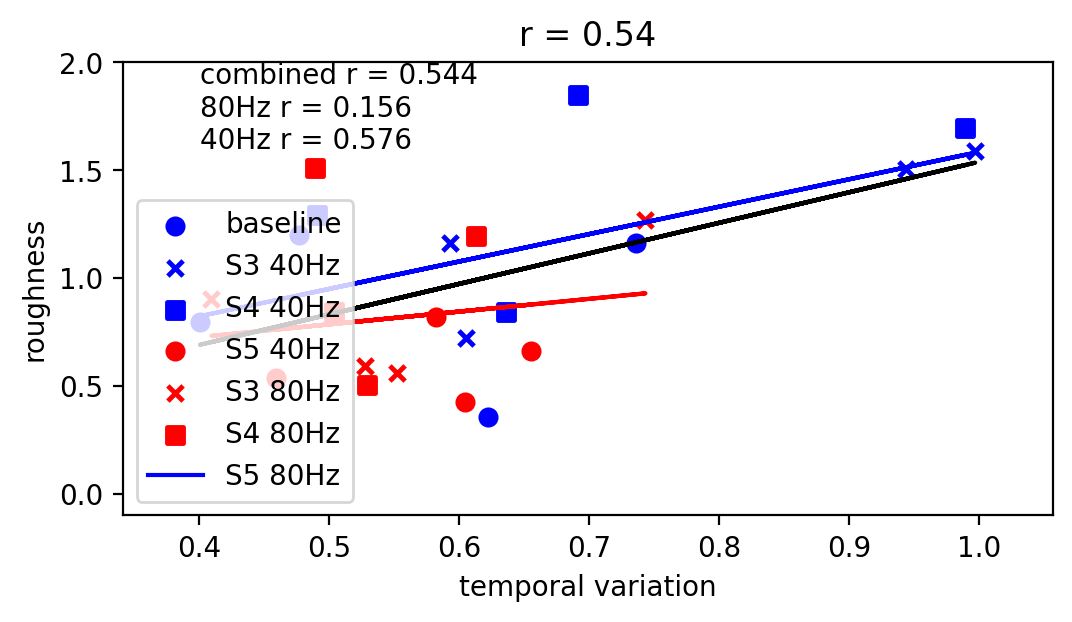 r = 0.54
combined r = 0.544
80Hz r = 0.156
40Hz r = 0.576
2.0
1.5
1.0
0.5
0.0
roughness
baseline
S3 40Hz
S4 40Hz
S5 40Hz
S3 80Hz
S4 80Hz
S5 80Hz
0.4 0.5 0.6 0.7 0.8 0.9 1.0
temporal variation